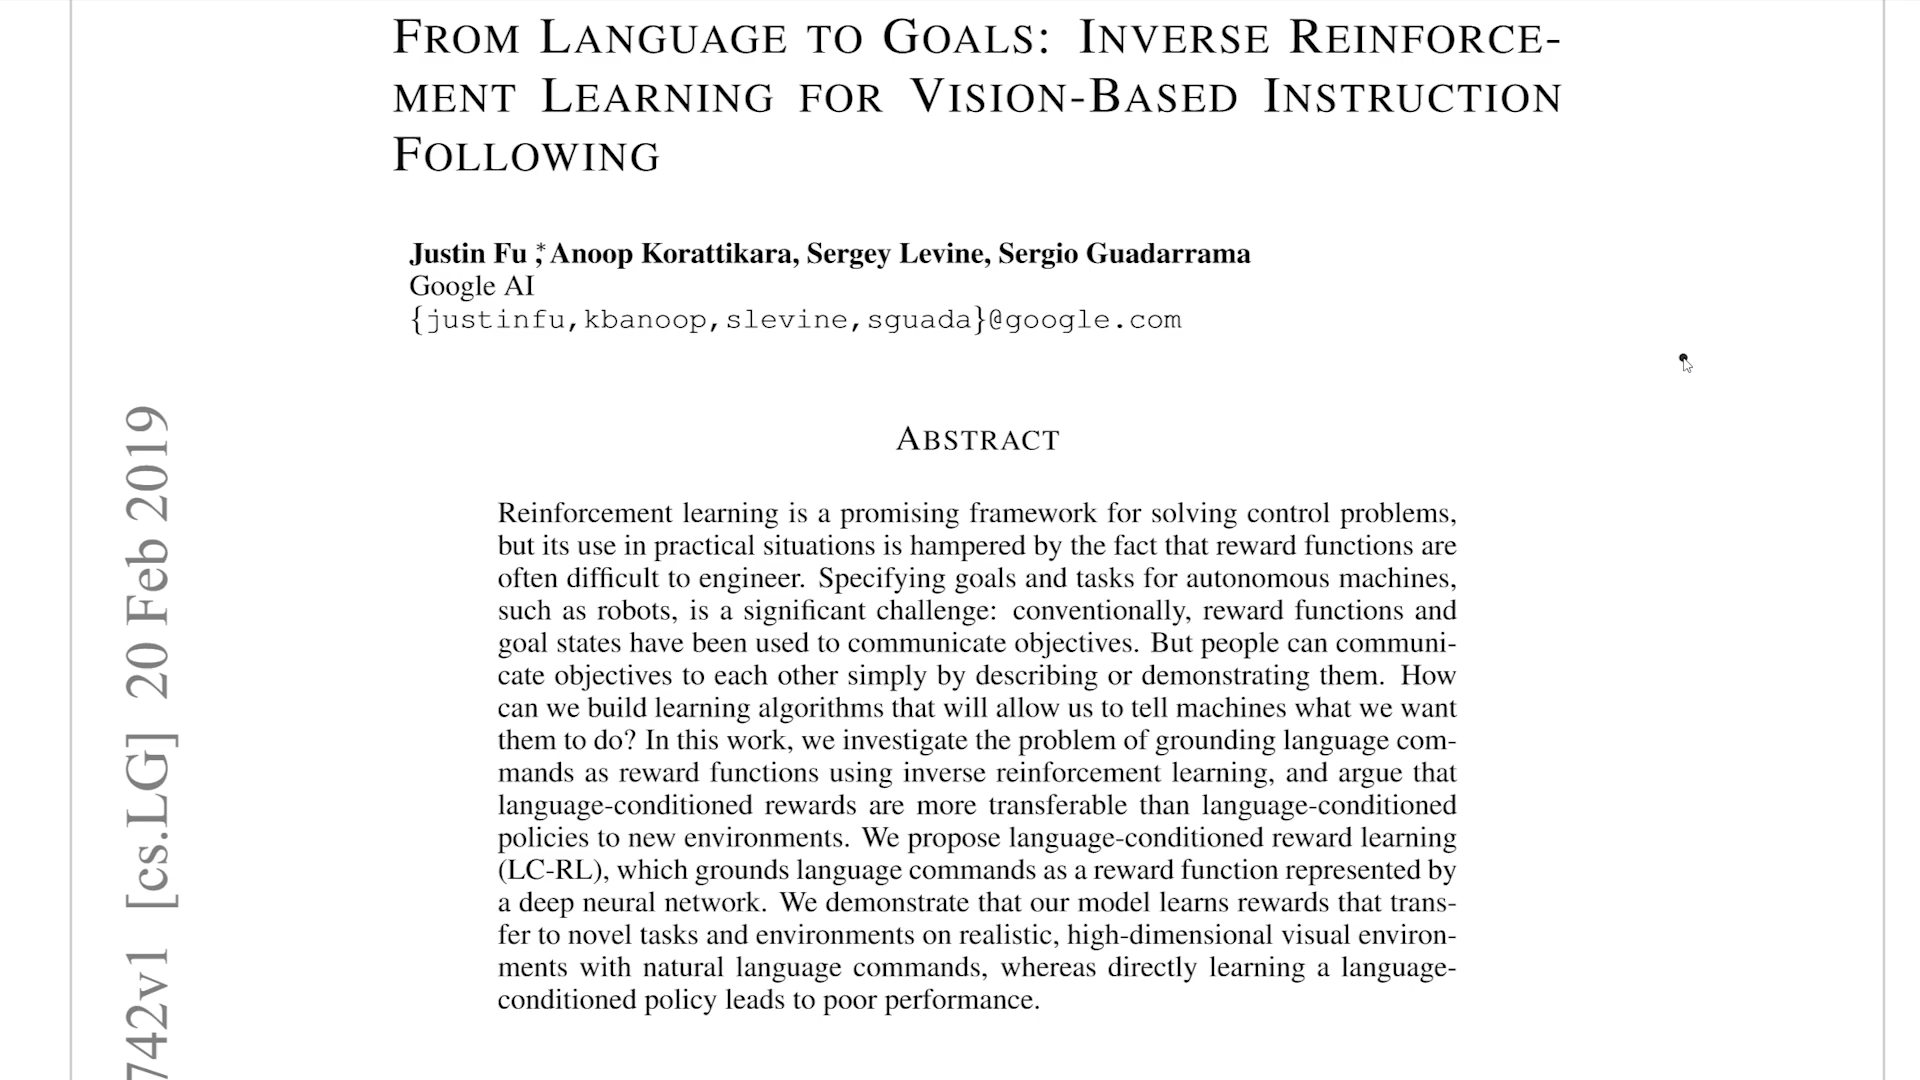 FROM LANGUAGE TO GOALS: INVERSE REINFORCE-
MENT LEARNING FOR VISION-BASED INSTRUCTION
FOLLOWING
Justin Fu,* Anoop Korattikara, Sergey Levine, Sergio Guadarrama
Google AI
{justinfu,kbanoop,slevine,sguada}@google.com
ABSTRACT
Reinforcement learning is a promising framework for solving control problems,
but its use in practical situations is hampered by the fact that reward functions are
often difficult to engineer. Specifying goals and tasks for autonomous machines,
such as robots, is a significant challenge: conventionally, reward functions and
goal states have been used to communicate objectives. But people can communi-
cate objectives to each other simply by describing or demonstrating them. How
can we build learning algorithms that will allow us to tell machines what we want
them to do? In this work, we investigate the problem of grounding language com-
mands as reward functions using inverse reinforcement learning, and argue that
language-conditioned rewards are more transferable than language-conditioned
policies to new environments. We propose language-conditioned reward learning
(LC-RL), which grounds language commands as a reward function represented by
a deep neural network. We demonstrate that our model learns rewards that trans-
fer to novel tasks and environments on realistic, high-dimensional visual environ-
ments with natural language commands, whereas directly learning a language-
conditioned policy leads to poor performance.
742v1 [cs.LG] 20 Feb 2019